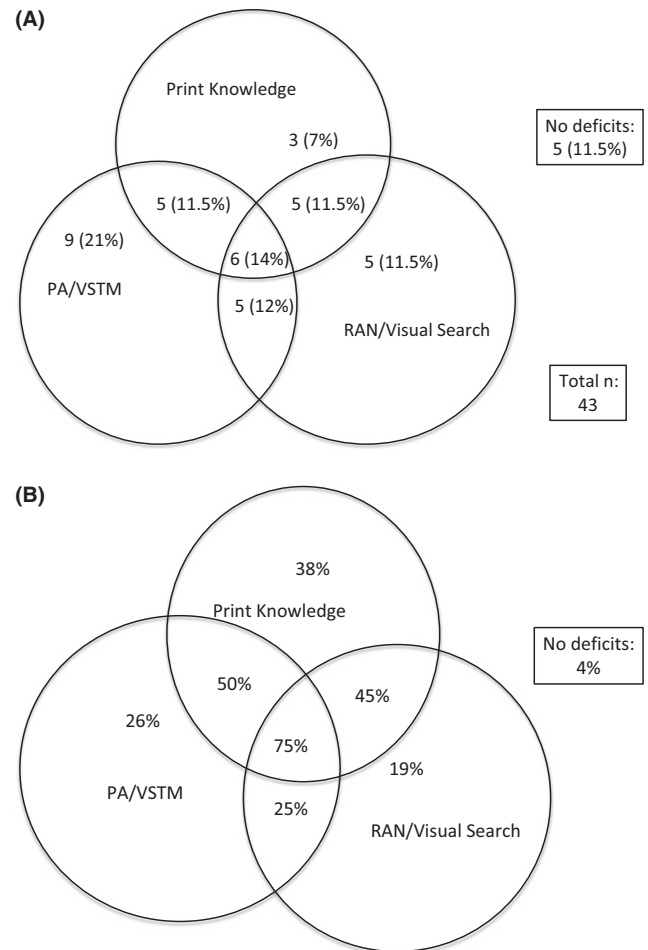 (A)
Print Knowledge
3 (7%)
No deficits:
5 (11.5%)
5 (11.5%)
5 (11.5%)
9 (21%)
6 (14%)
5 (11.5%)
PA/VSTM
5 (12%)
RAN/Visual Search
Total n:
43
(B)
38%
Print Knowledge
No deficits:
4%
50%
45%
26%
75%
19%
PA/VSTM
25%
RAN/Visual Search